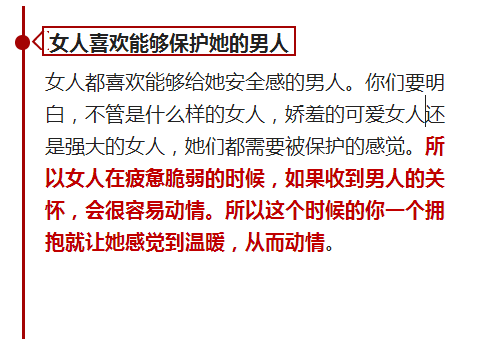 女人喜欢能够保护她的男人
女人都喜欢能够给她安全感的男人。你们要明
白，不管是什么样的女人，娇羞的可爱女人还
是强大的女人，她们都需要被保护的感觉。所
以女人在疲惫脆弱的时候，如果收到男人的关
怀，会很容易动情。所以这个时候的你一个拥
抱就让她感觉到温暖，从而动情。